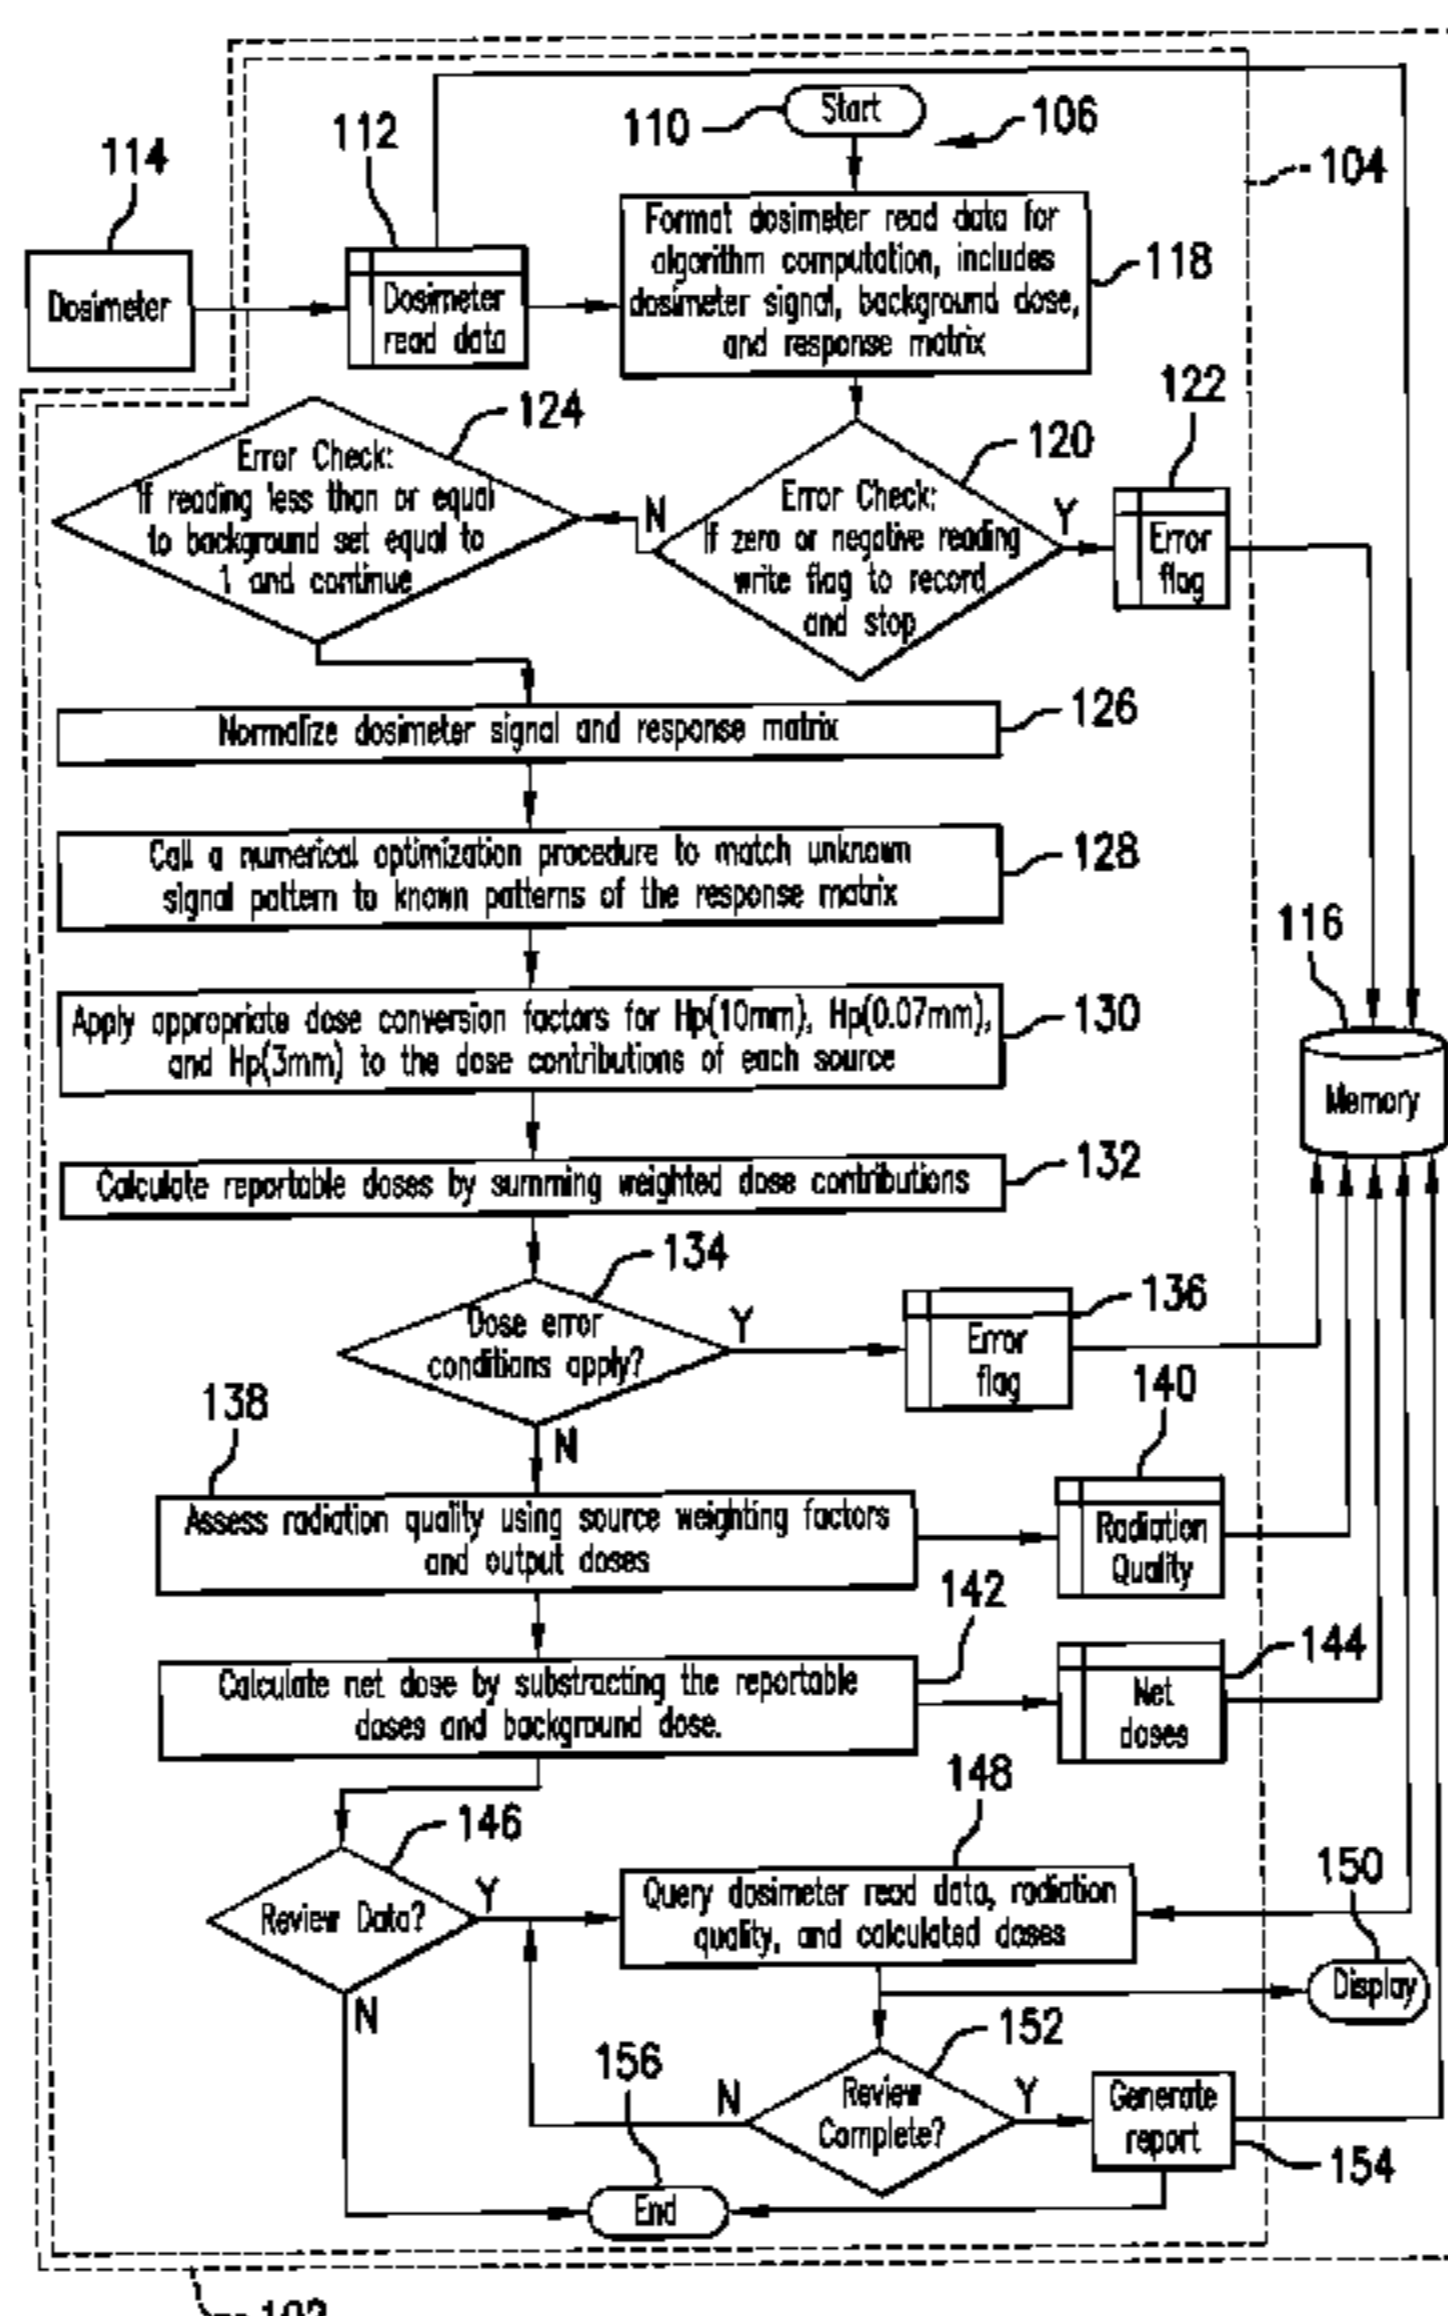 110
Start
106
114
112
104
Dosimeter
Dosimeter
read data
Format dosimeter read data for
algorithm computation, includes
dosimeter signal, background dose,
and response matrix
118
124
Error Check:
If reading less than or equal
to background set equal to
1 and continue
N
120
Error Check:
If zero or negative reading
write flag to record
and stop
Y
122
Error
flag
Normalize dosimeter signal and response matrix
126
Call a numerical optimization procedure to match unknown
signal pattern to known patterns of the response matrix
128
Apply appropriate dose conversion factors for Hp(10mm), Hp(0.07mm),
and Hp(3mm) to the dose contributions of each source
130
116
Memory
Calculate reportable doses by summing weighted dose contributions
132
134
Dose error
conditions apply?
Y
136
Error
flag
N
138
Assess radiation quality using source weighting factors
and output doses
140
Radiation
Quality
142
Calculate net dose by substracting the reportable
doses and background dose.
144
Net
doses
146
Review Data?
Y
N
148
Query dosimeter read data, radiation
quality, and calculated doses
150
Display
152
Review
Complete?
N
Y
Generate
report
154
156
End